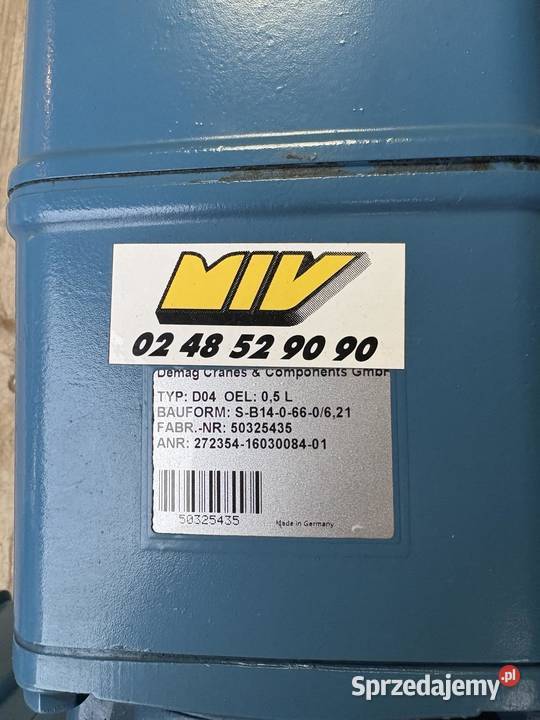 MIV
02 48 52 90 90
Demag Cranes & Components GmbH
TYP: D04 OEL: 0,5 L
BAUFORM: S-B14-0-66-0/6,21
FABR.-NR: 50325435
ANR: 272354-16030084-01
50325435
Made in Germany
Sprzedajemy.pl